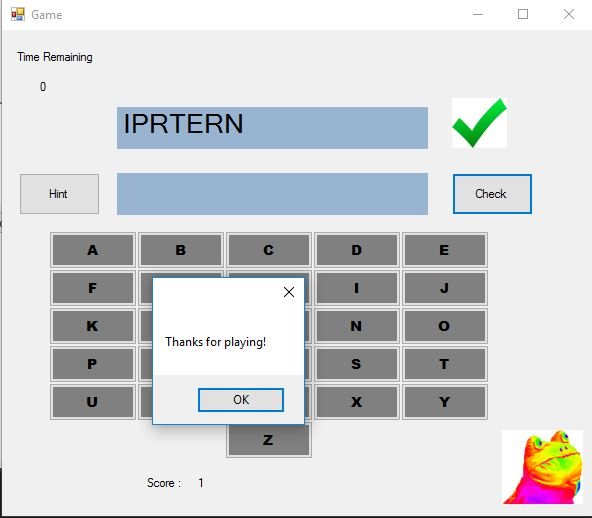 Game
Time Remaining
0
IPRTERN
Hint
Check
A B C D E
F I J
K N O
P S T
U X Y
Z
Thanks for playing!
OK
Score : 1